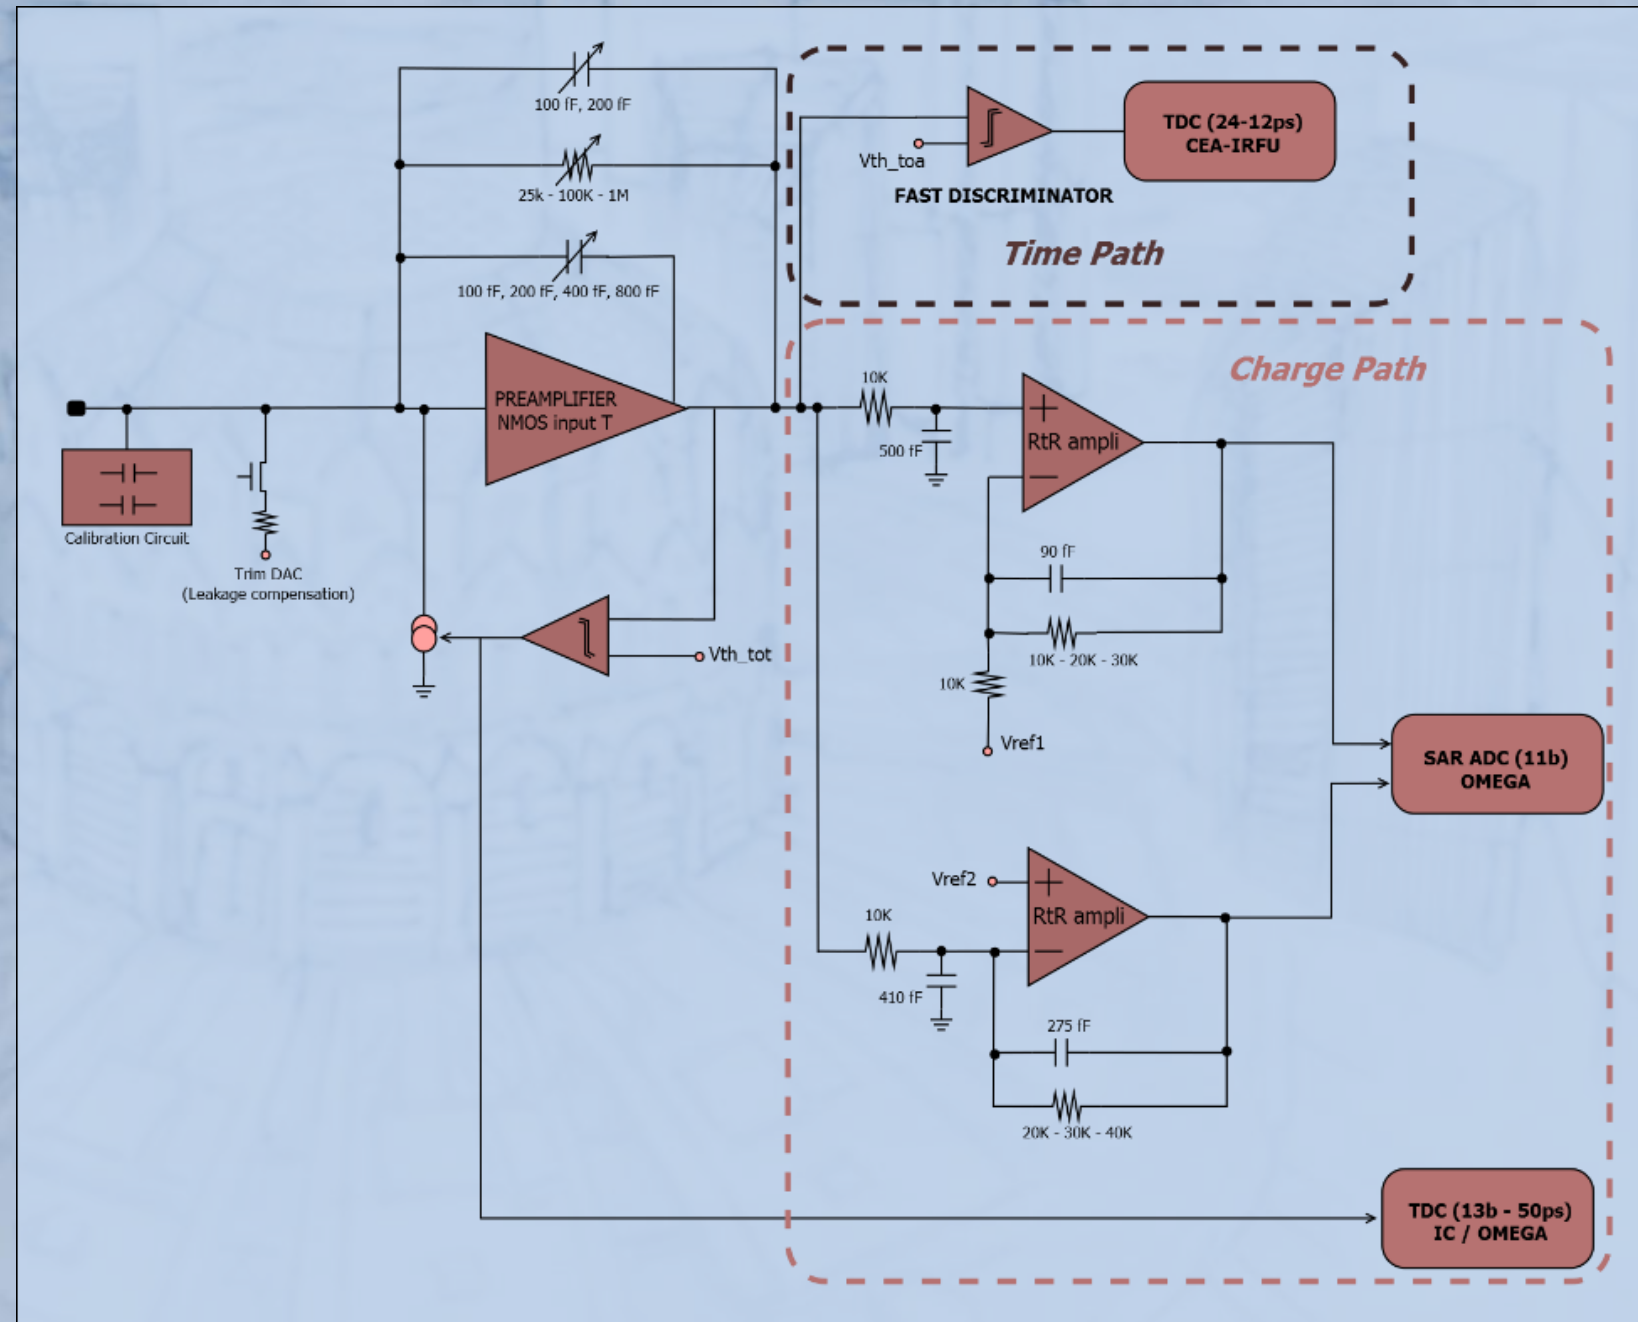 100 fF, 200 fF
25k - 100K - 1M
100 fF, 200 fF, 400 fF, 800 fF
PREAMPLIFIER
NMOS input T
Calibration Circuit
Trim DAC
(Leakage compensation)
Vth_tot
Vth_toa
FAST DISCRIMINATOR
TDC (24-12ps)
CEA-IRFU
Time Path
Charge Path
10K
500 fF
RtR ampli
90 fF
10K - 20K - 30K
10K
Vref1
SAR ADC (11b)
OMEGA
Vref2
RtR ampli
10K
410 fF
275 fF
20K - 30K - 40K
TDC (13b - 50ps)
IC / OMEGA